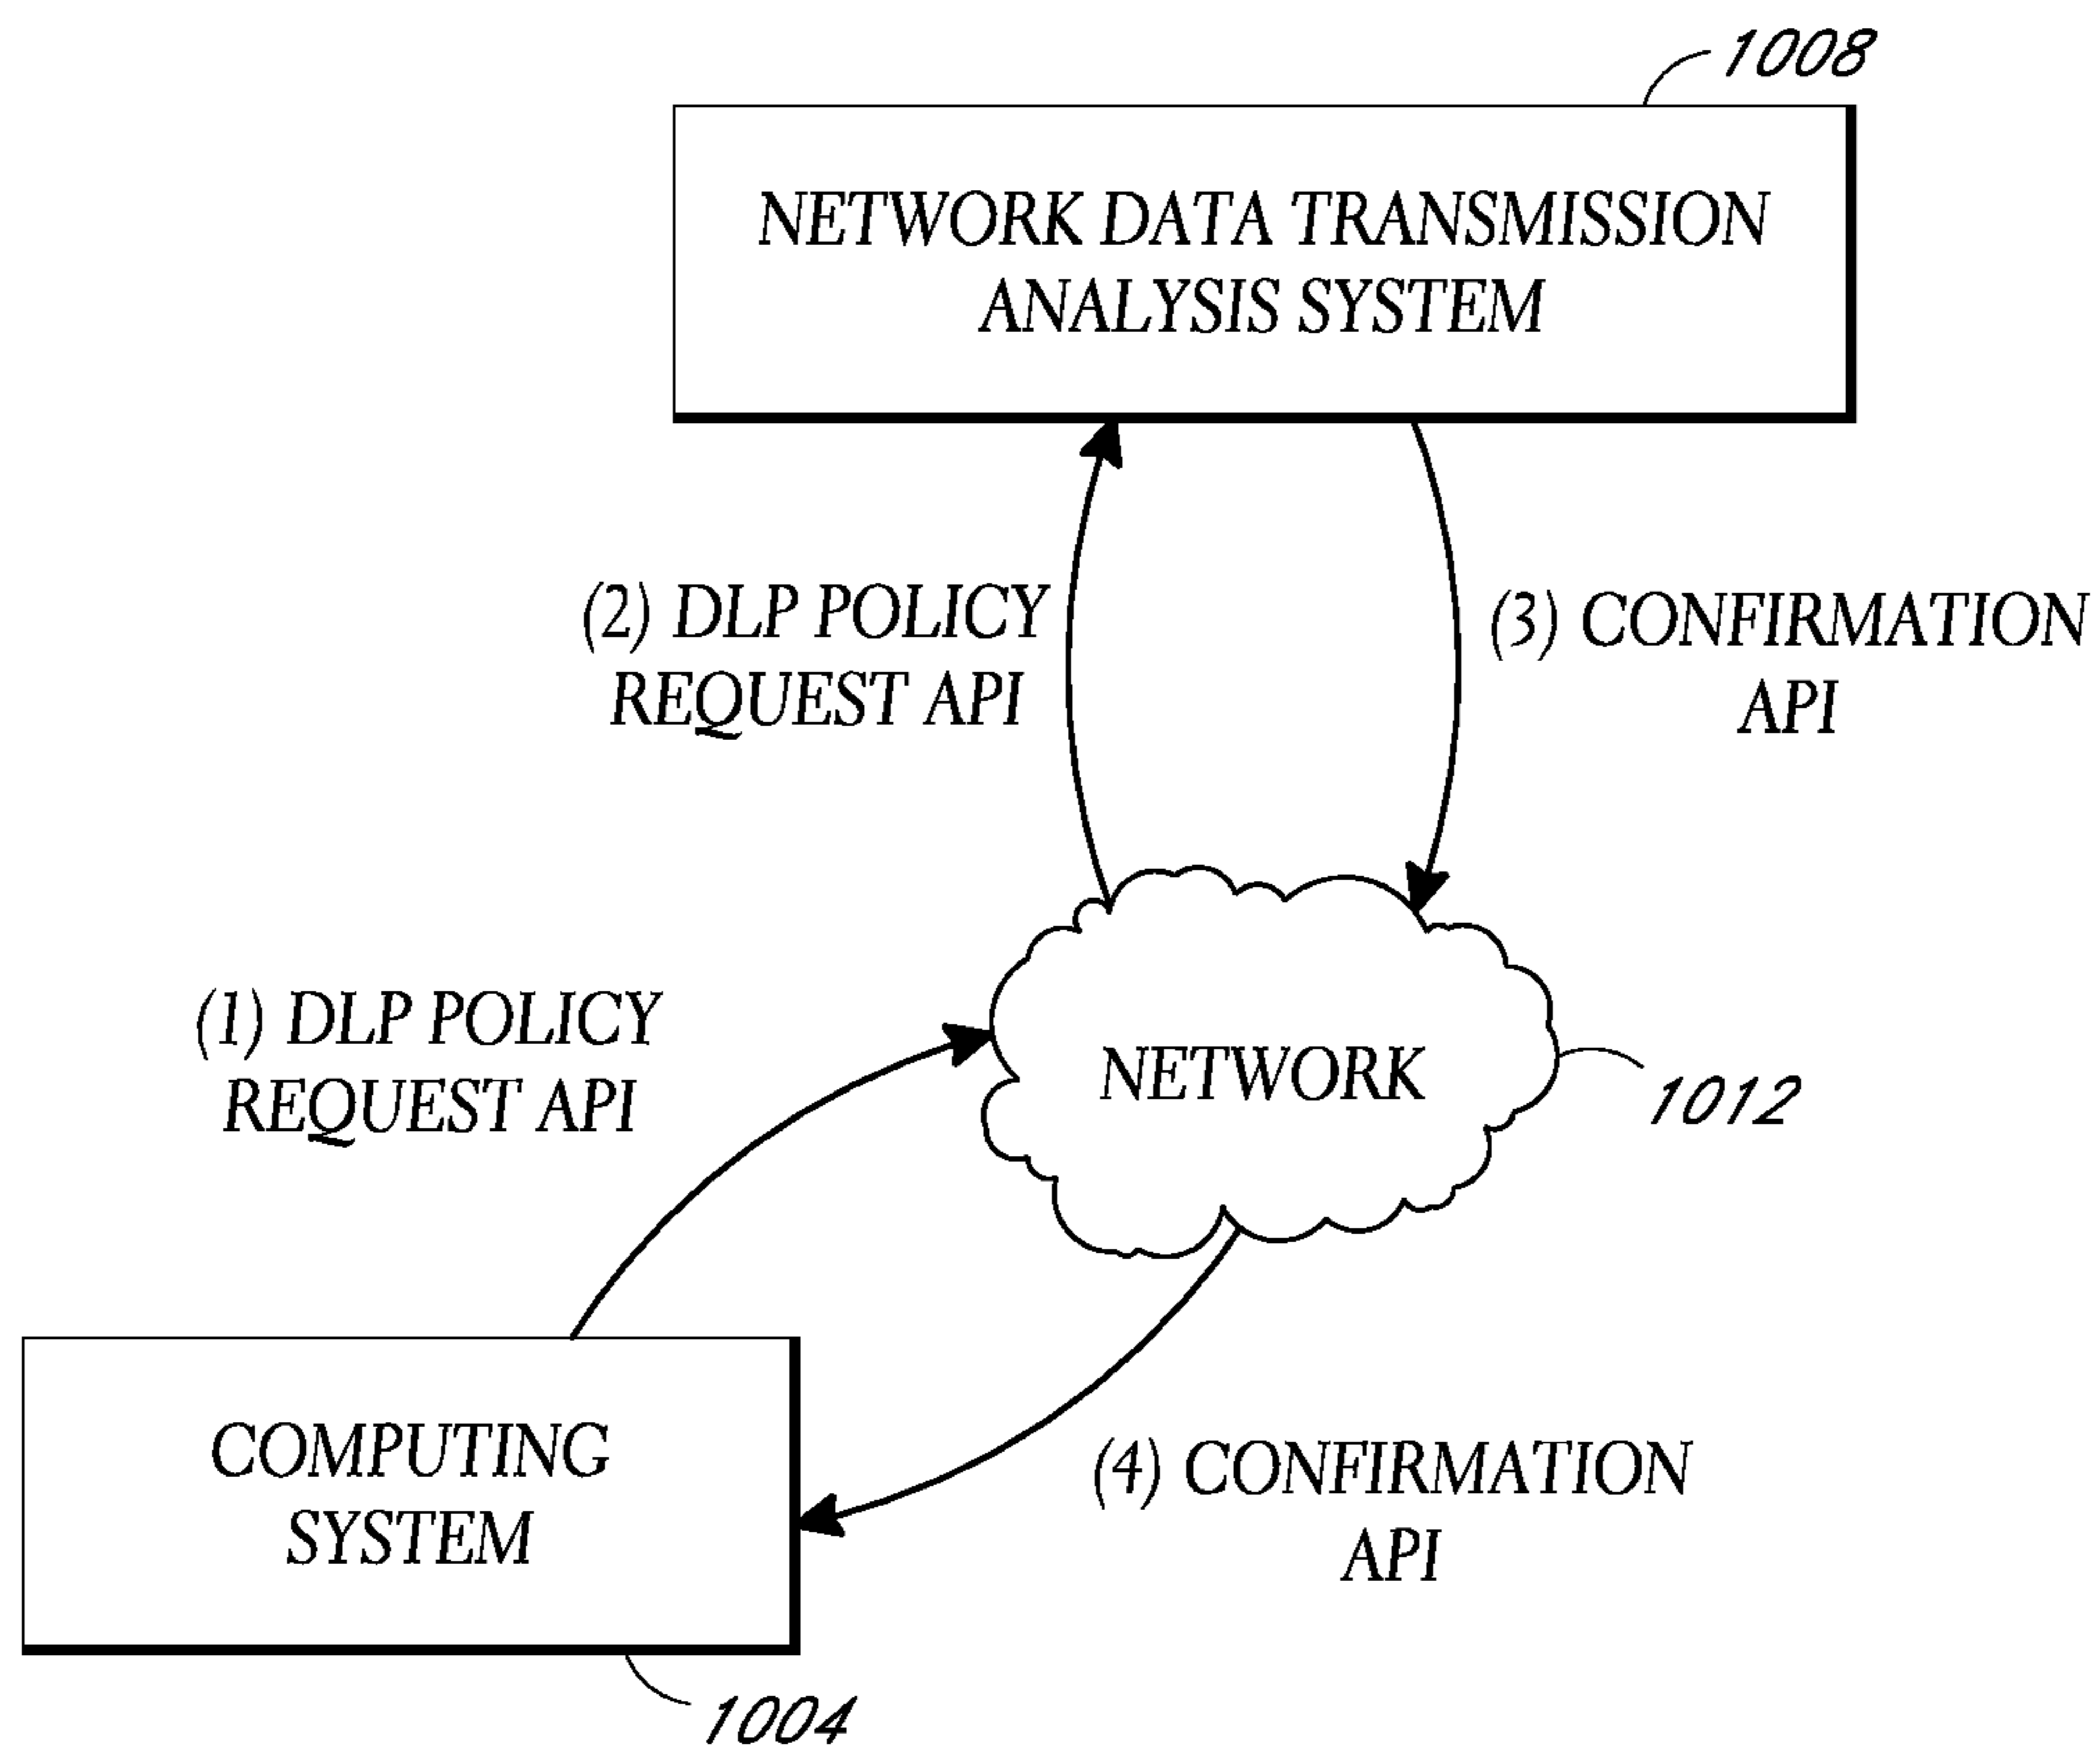 1008
NETWORK DATA TRANSMISSION
ANALYSIS SYSTEM
(2) DLP POLICY
REQUEST API
(3) CONFIRMATION
API
(1) DLP POLICY
REQUEST API
NETWORK
1012
COMPUTING
SYSTEM
(4) CONFIRMATION
API
1004